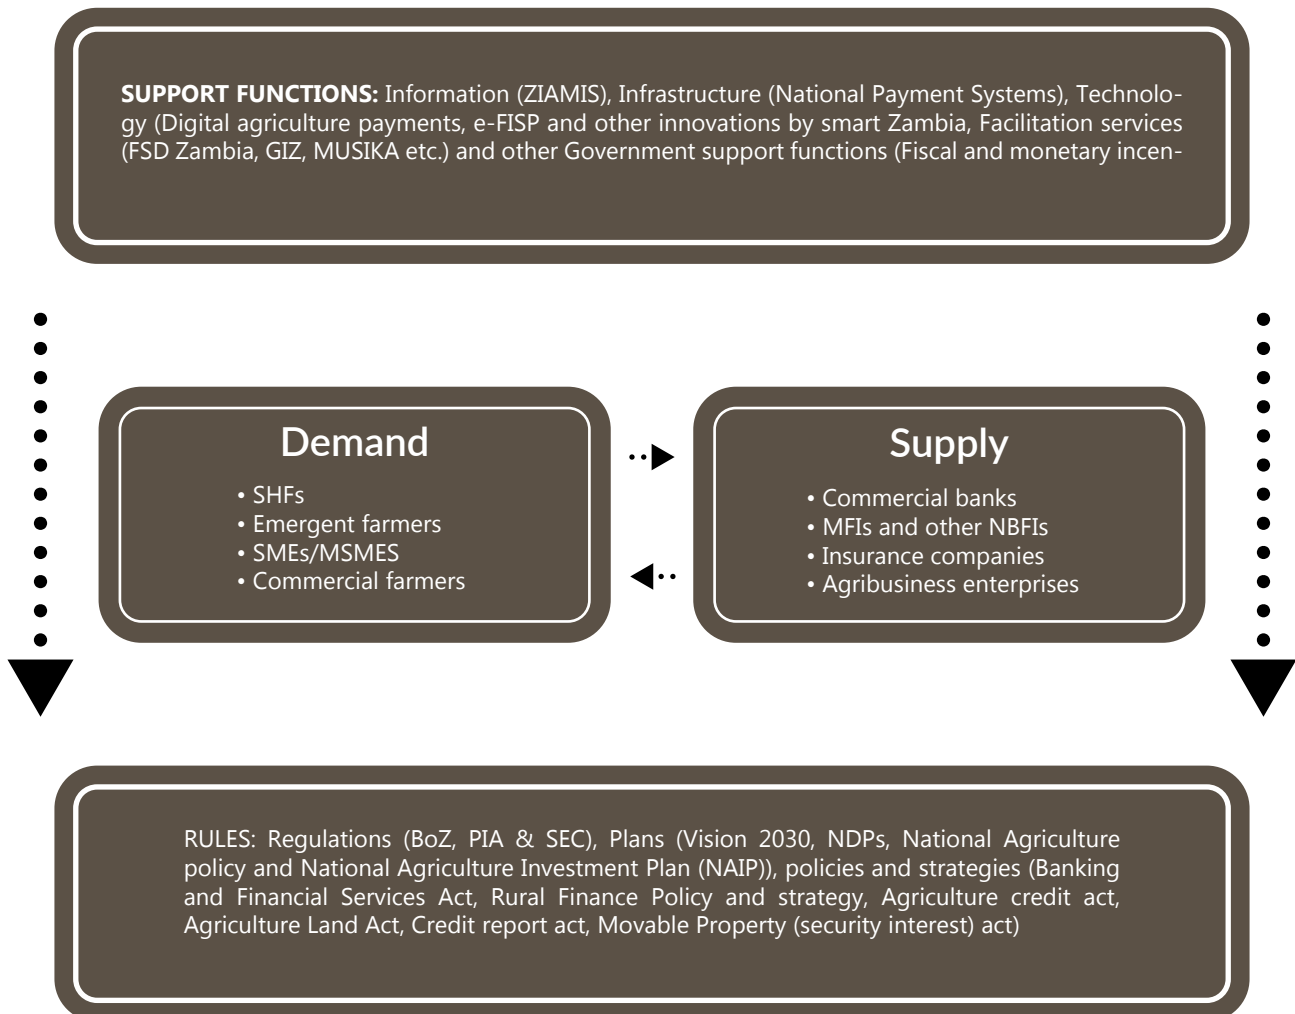 SUPPORT FUNCTIONS: Information (ZIAMIS), Infrastructure (National Payment Systems), Technolo-
gy (Digital agriculture payments, e-FISP and other innovations by smart Zambia, Facilitation services
(FSD Zambia, GIZ, MUSIKA etc.) and other Government support functions (Fiscal and monetary incen-
Demand
• SHFs
• Emergent farmers
• SMEs/MSMES
• Commercial farmers
Supply
• Commercial banks
• MFIs and other NBFIs
• Insurance companies
• Agribusiness enterprises
RULES: Regulations (BoZ, PIA & SEC), Plans (Vision 2030, NDPs, National Agriculture
policy and National Agriculture Investment Plan (NAIP)), policies and strategies (Banking
and Financial Services Act, Rural Finance Policy and strategy, Agriculture credit act,
Agriculture Land Act, Credit report act, Movable Property (security interest) act)